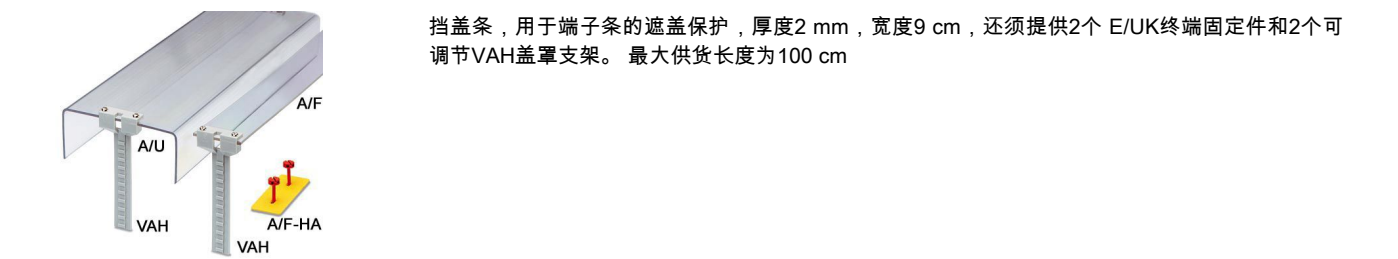 挡盖条，用于端子条的遮盖保护，厚度2 mm，宽度9 cm，还须提供2个 E/UK终端固定件和2个可
调节VAH盖罩支架。 最大供货长度为100 cm
A/F
A/U
VAH
A/F-HA
VAH